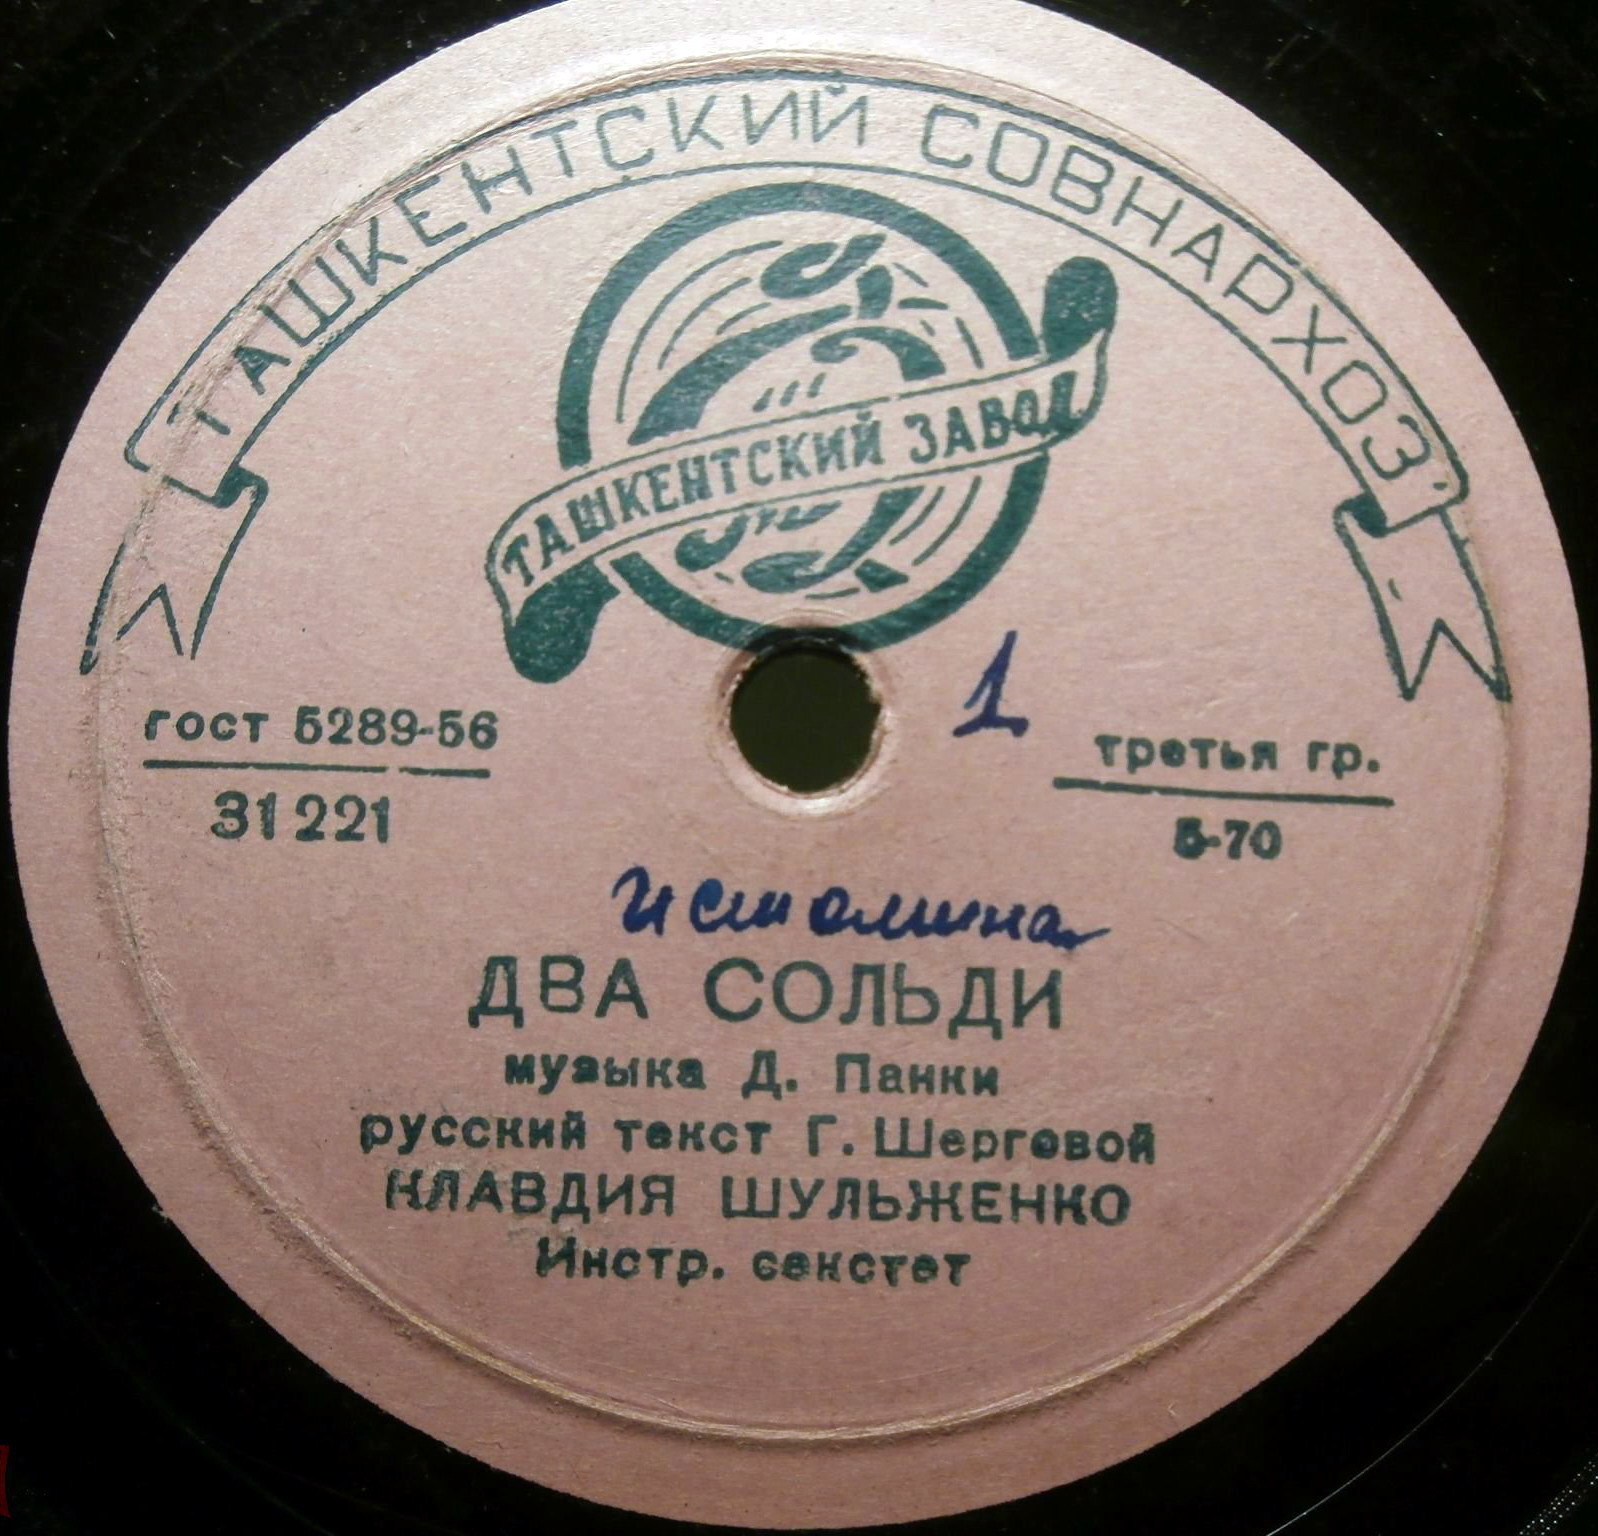 ТАШКЕНТСКИЙ СОВНАРХОЗ
ТАШКЕНТСКИЙ ЗАВОД
1
гост 5289-56
31221
третья гр.
5-70
ДВА СОЛЬДИ
музыка Д. Панки
русский текст Г. Шерговой
КЛАВДИЯ ШУЛЬЖЕНКО
Инстр. секстет